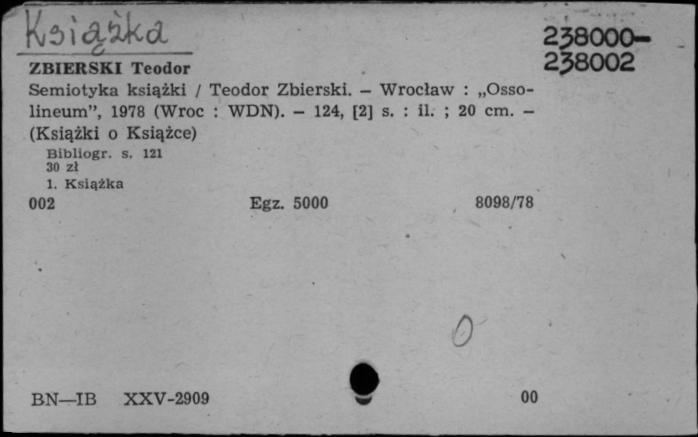 Książka
238000-
238002
ZBIERSKI Teodor
Semiotyka książki / Teodor Zbierski. — Wrocław : „Osso-
lineum”, 1978 (Wroc : WDN). — 124, [2] s. : il. ; 20 cm. —
(Książki o Książce)
Bibliogr. s. 121
30 zł
1. Książka
002 Egz. 5000 8098/78
0
BN—IB XXV-2909 00